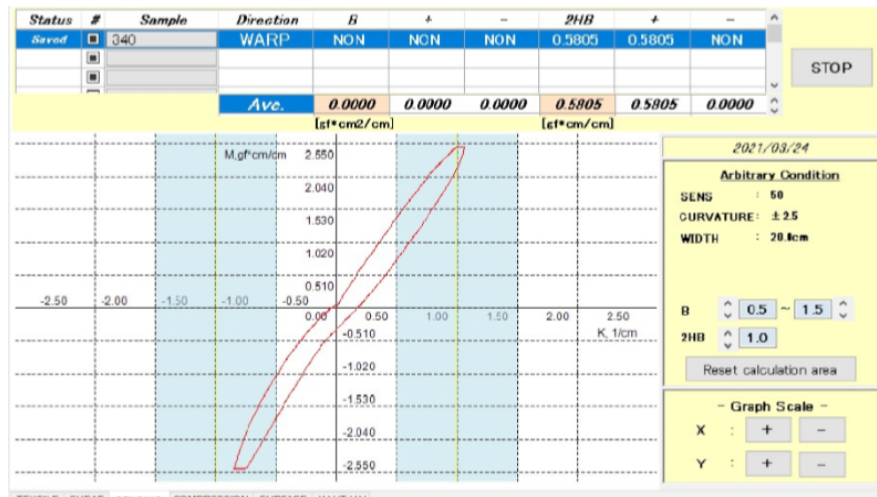 Status # Sample Direction B + - 2HB + -
Saved 340 WARP NON NON NON 0.5805 0.5805 NON
STOP
Ave. 0.0000 0.0000 0.0000 0.5805 0.5805 0.0000
[gf*cm2/cm] [gf*cm/cm]
2021/03/24
M,gf*cm/cm 2.550
2.040
1.530
1.020
0.510
-2.50 -2.00 -1.50 -1.00 -0.50
0.00 0.50 1.00 1.50 2.00 2.50
-0.510 K, 1/cm
-1.020
-1.530
-2.040
-2.550
Arbitrary Condition
SENS : 50
CURVATURE: ±2.5
WIDTH : 20.0cm
B 0.5 ~ 1.5
2HB 1.0
Reset calculation area
- Graph Scale -
X : + -
Y : + -